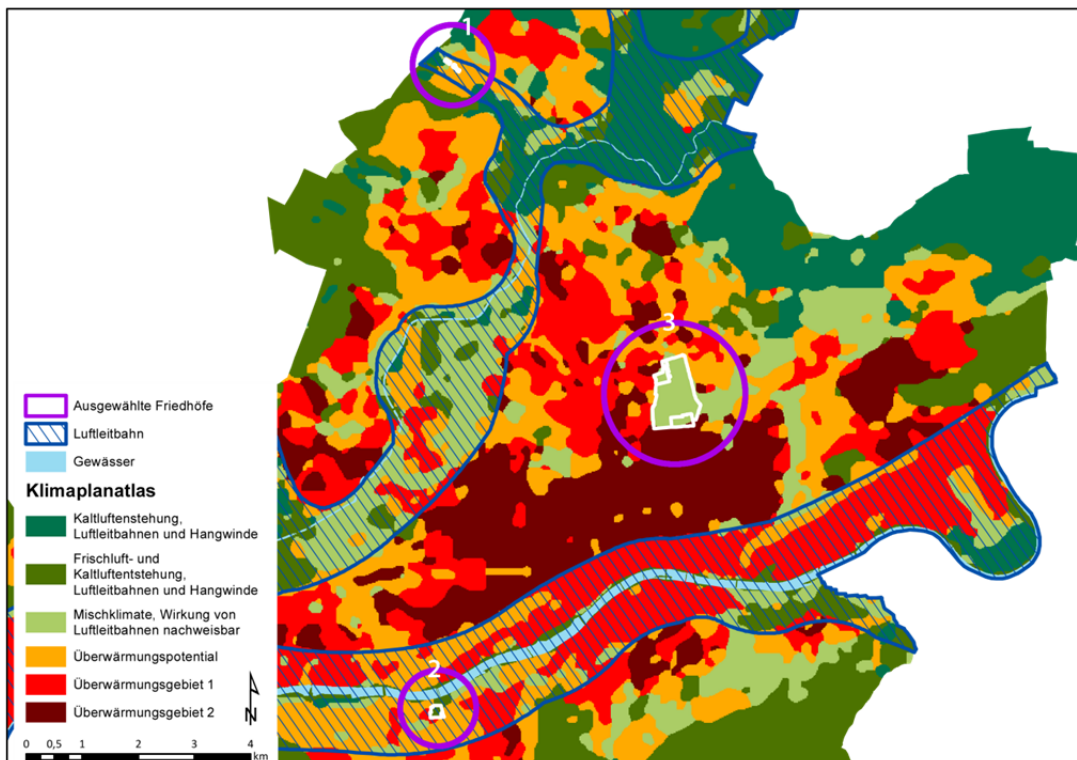 1
3
2
Ausgewählte Friedhöfe
Luftleitbahn
Gewässer
Klimaplanatlas
Kaltluftenstehung,
Luftleitbahnen und Hangwinde
Frischluft- und
Kaltluftentstehung,
Luftleitbahnen und Hangwinde
Mischklimate, Wirkung von
Luftleitbahnen nachweisbar
Überwärmungspotential
Überwärmungsgebiet 1
Überwärmungsgebiet 2
N
0 0,5 1 2 3 4
km